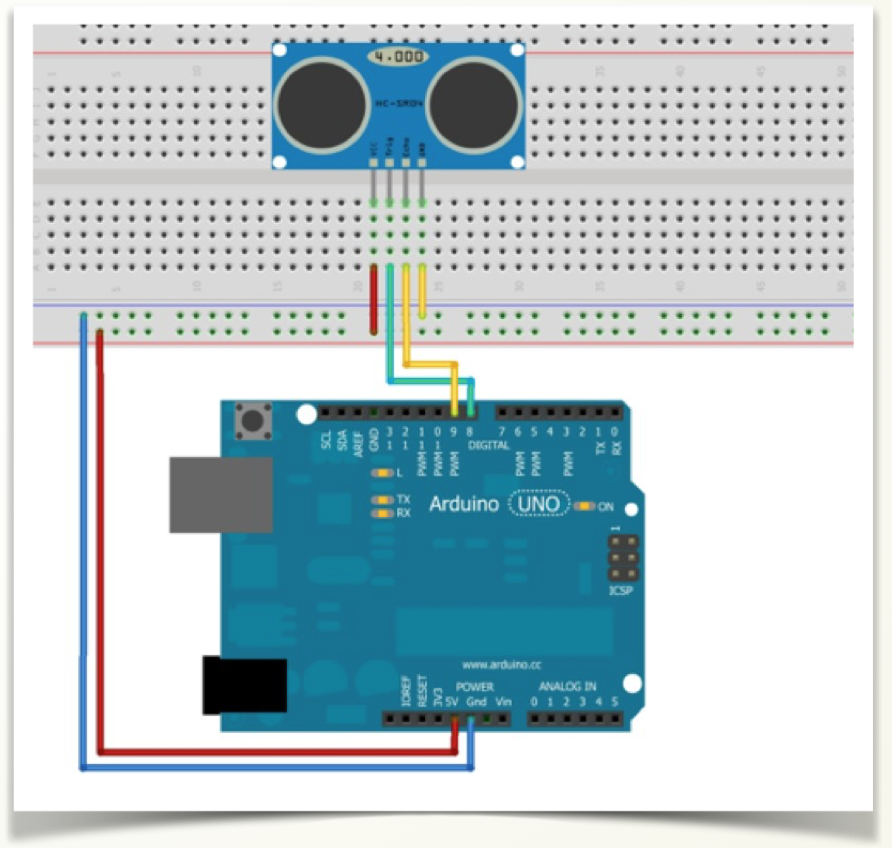 4.000
HC-SR04
VCC Trig Echo GND
5 10 20 25 30 35 40 45 50
SCL SDA AREF GND 13 12 11 10 9 8 7 6 5 4 3 2 1 0
PWM PWM PWM DIGITAL PWM PWM PWM TX RX
L
TX
RX
Arduino UNO ON
1
ICSP
www.arduino.cc
POWER ANALOG IN
IOREF RESET 3V3 5V Gnd Vin 0 1 2 3 4 5